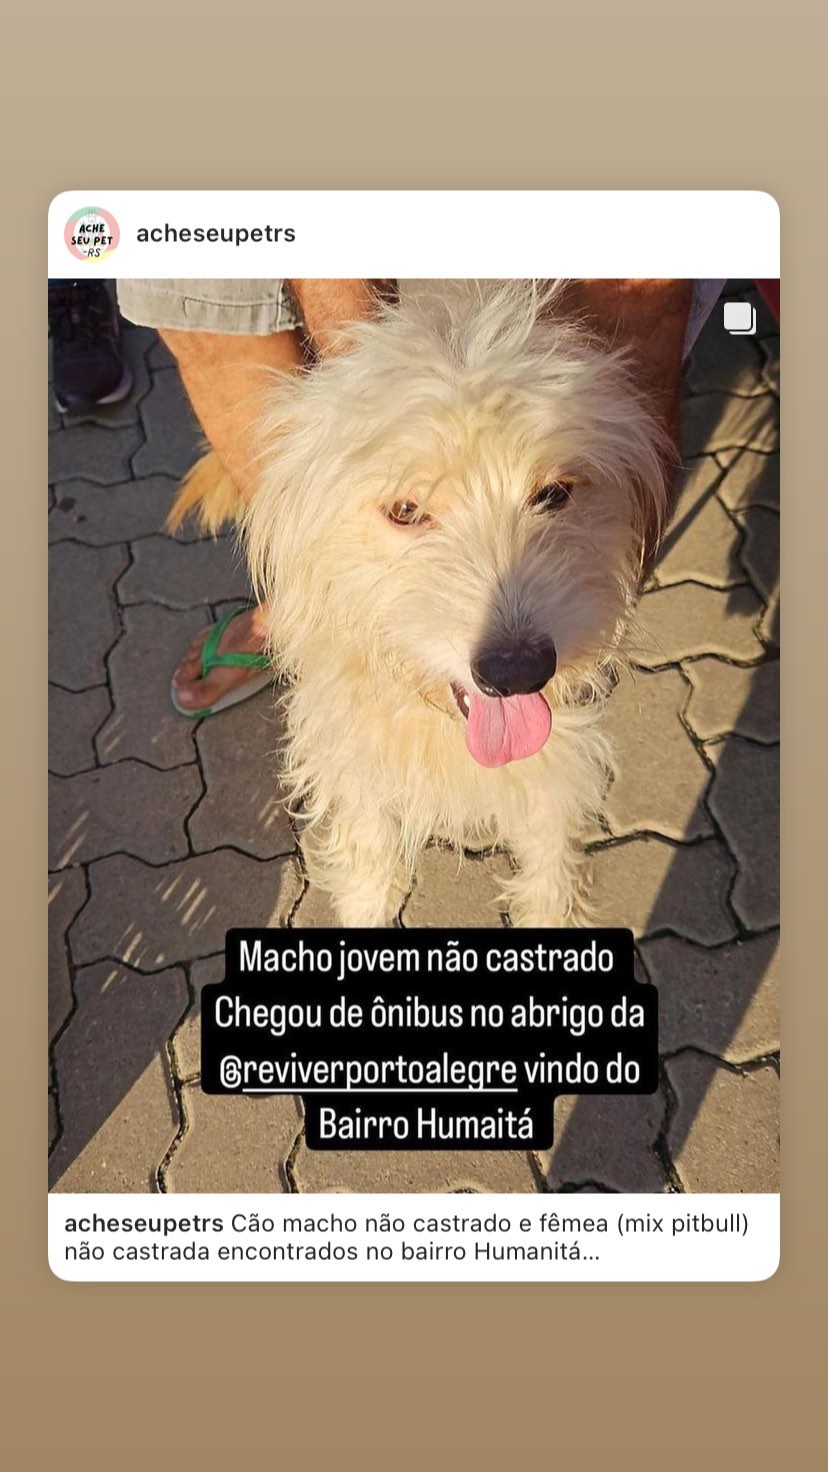 ACHE
SEU PET
-RS
acheseupetrs
Macho jovem não castrado
Chegou de ônibus no abrigo da
@reviverportoalegre vindo do
Bairro Humaitá
acheseupetrs Cão macho não castrado e fêmea (mix pitbull)
não castrada encontrados no bairro Humanitá...